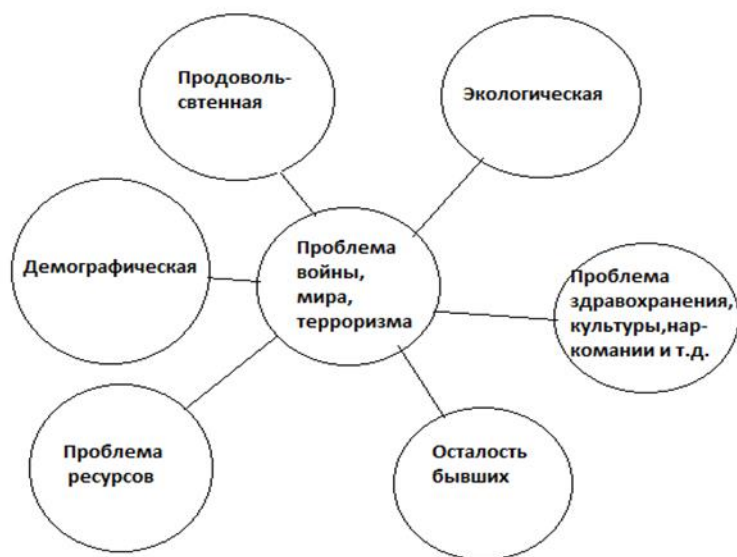 Продоволь-
свтенная
Экологическая
Демографическая
Проблема
войны,
мира,
терроризма
Проблема
здравохранения,
культуры,нар-
комании и т.д.
Проблема
ресурсов
Осталость
бывших